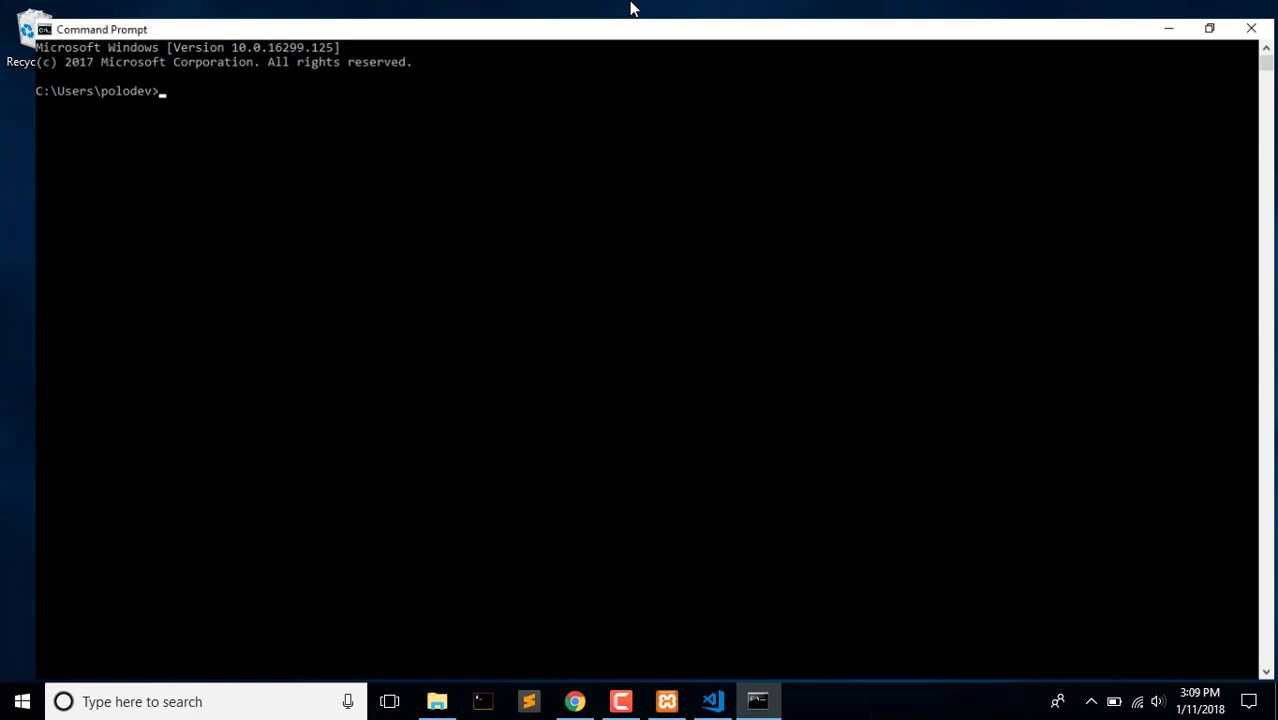 Command Prompt
Microsoft Windows [Version 10.0.16299.125]
Recyc(c) 2017 Microsoft Corporation. All rights reserved.
C:\Users\polodev>
Type here to search
3:09 PM
1/11/2018